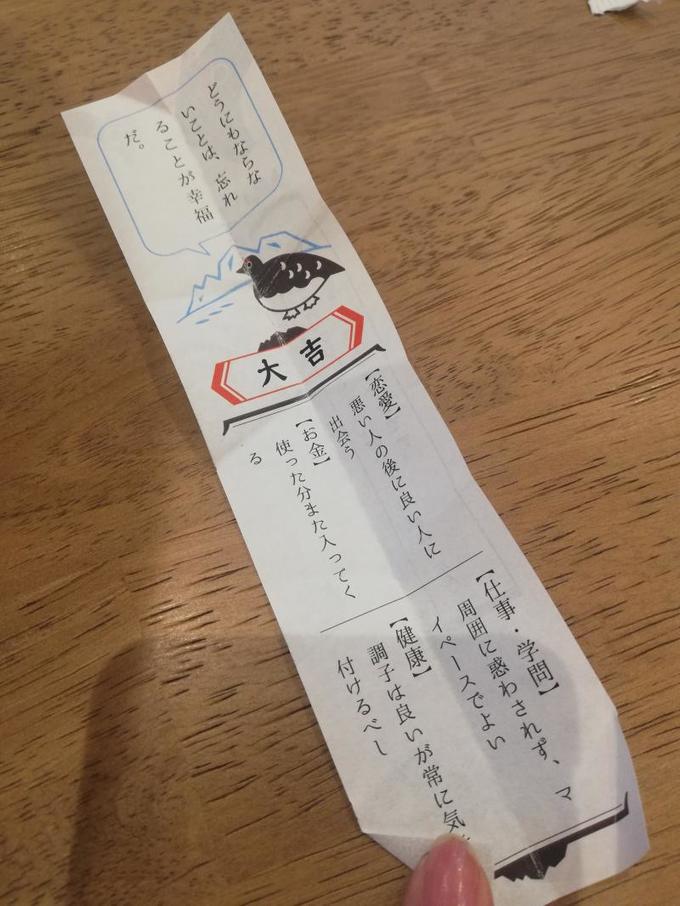 どうにもならな
いことは、忘れ
ることが幸福
だ。
大吉
【恋愛】
悪い人の後に良い人に
出会う
【お金】
使った分また入ってく
る
【仕事・学問】
周囲に惑わされず、マ
イペースでよい
【健康】
調子は良いが常に気
付けるべし